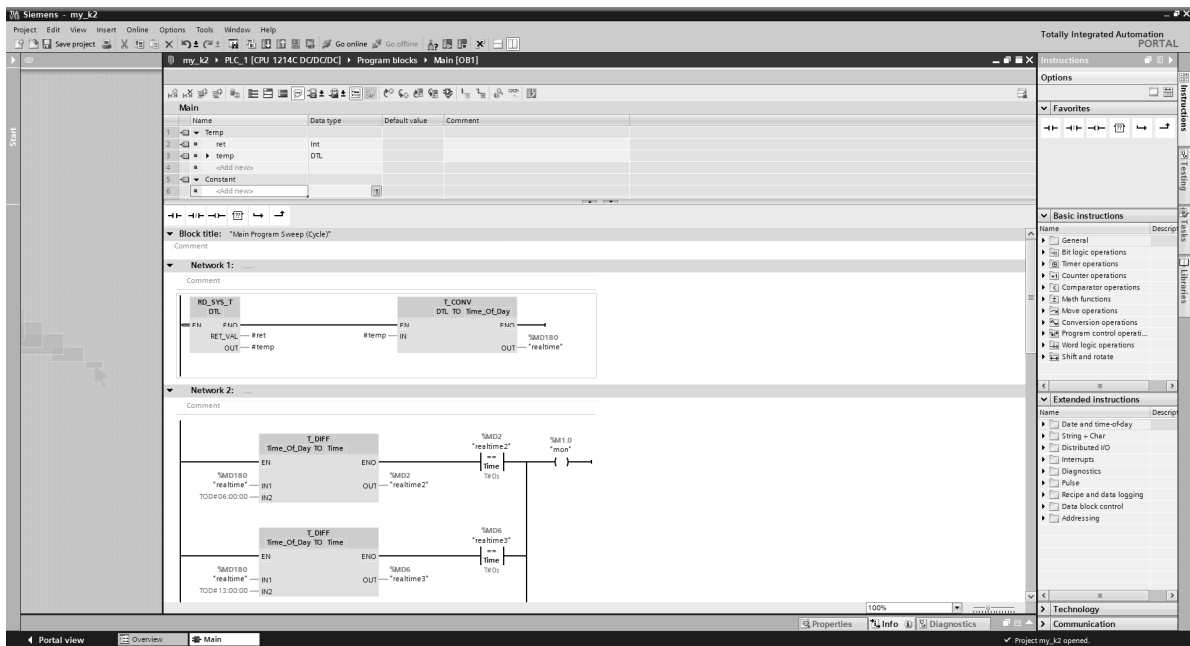 Siemens - my_k2
Project Edit View Insert Online Options Tools Window Help
Save project Go online Go offline
Totally Integrated Automation
PORTAL
my_k2 PLC_1 [CPU 1214C DC/DC/DC] Program blocks Main [OB1]
Instructions
Options
Main
Name Data type Default value Comment
1 Temp
2 ret Int
3 temp DTL
4 <Add new>
5 Constant
6 <Add new>
Block title: "Main Program Sweep (Cycle)"
Comment
Network 1: ....
Comment
RD_SYS_T
DTL
EN ENO
RET_VAL #ret
OUT #temp
T_CONV
DTL TO Time_Of_Day
EN ENO
#temp IN
%MD180
OUT "realtime"
Network 2: ....
Comment
T_DIFF
Time_Of_Day TO Time
EN ENO
%MD180
"realtime" IN1
TOD#06:00:00 IN2
%MD2
OUT "realtime2"
%MD2
"realtime2"
==
Time
T#0s
%M1.0
"mon"
T_DIFF
Time_Of_Day TO Time
EN ENO
%MD180
"realtime" IN1
TOD#13:00:00 IN2
%MD6
OUT "realtime3"
%MD6
"realtime3"
==
Time
T#0s
100%
Properties Info Diagnostics
Favorites
Basic instructions
Name Descript
General
Bit logic operations
Timer operations
Counter operations
Comparator operations
Math functions
Move operations
Conversion operations
Program control operati...
Word logic operations
Shift and rotate
Extended instructions
Name Descript
Date and time-of-day
String + Char
Distributed I/O
Interrupts
Diagnostics
Pulse
Recipe and data logging
Data block control
Addressing
Technology
Communication
Start
Instructions
Testing
Tasks
Libraries
Portal view Overview Main
Project my_k2 opened.